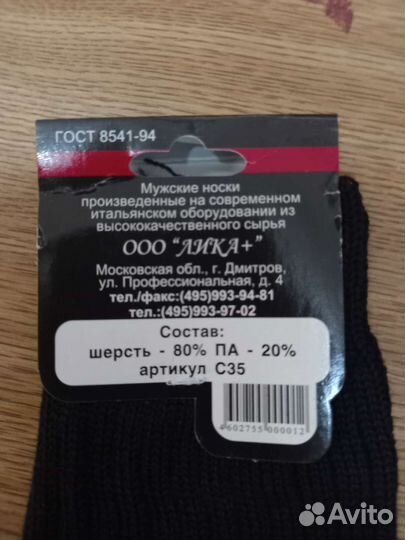 ГОСТ 8541-94
Мужские носки
произведенные на современном
итальянском оборудовании из
высококачественного сырья
ООО "ЛИКА+"
Московская обл., г. Дмитров,
ул. Профессиональная, д. 4
тел./факс:(495)993-94-81
тел.:(495)993-97-02
Состав:
шерсть - 80% ПА - 20%
артикул С35
4602755000012
Avito